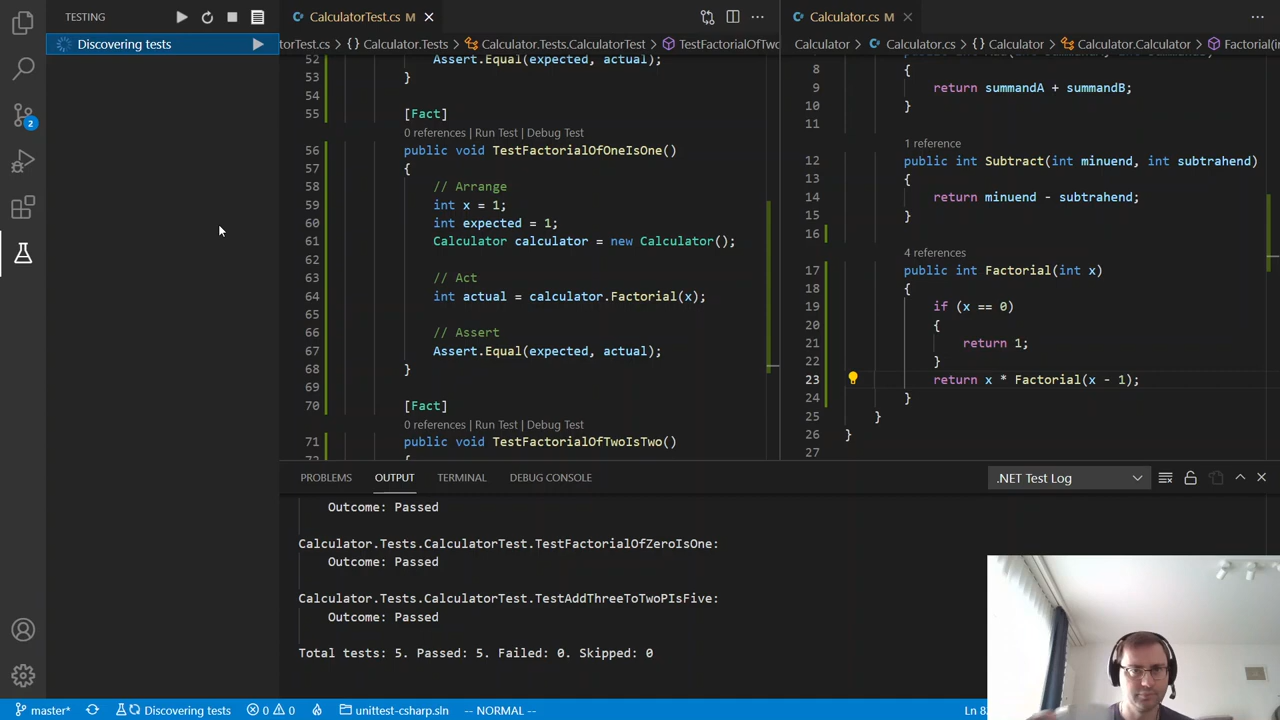 TESTING
Discovering tests
2
CalculatorTest.cs M
Calculator.cs M
torTest.cs
Calculator.Tests
Calculator.Tests.CalculatorTest
TestFactorialOfTwo
52 Assert.Equal(expected, actual);
53 }
54
55 [Fact]
0 references | Run Test | Debug Test
56 public void TestFactorialOfOneIsOne()
57 {
58 // Arrange
59 int x = 1;
60 int expected = 1;
61 Calculator calculator = new Calculator();
62
63 // Act
64 int actual = calculator.Factorial(x);
65
66 // Assert
67 Assert.Equal(expected, actual);
68 }
69
70 [Fact]
0 references | Run Test | Debug Test
71 public void TestFactorialOfTwoIsTwo()
Calculator
Calculator.cs
{} Calculator
Calculator.Calculator
Factorial(in
8 {
9 return summandA + summandB;
10 }
11
1 reference
12 public int Subtract(int minuend, int subtrahend)
13 {
14 return minuend - subtrahend;
15 }
16
4 references
17 public int Factorial(int x)
18 {
19 if (x == 0)
20 {
21 return 1;
22 }
23 return x * Factorial(x - 1);
24 }
25 }
26 }
27
PROBLEMS OUTPUT TERMINAL DEBUG CONSOLE
.NET Test Log
Outcome: Passed
Calculator.Tests.CalculatorTest.TestFactorialOfZeroIsOne:
Outcome: Passed
Calculator.Tests.CalculatorTest.TestAddThreeToTwoPIsFive:
Outcome: Passed
Total tests: 5. Passed: 5. Failed: 0. Skipped: 0
master* Discovering tests 0 0 unittest-csharp.sln -- NORMAL --